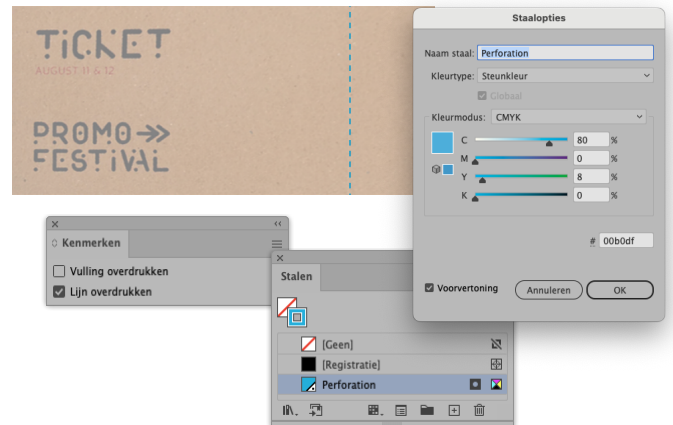 TiCKET
AUGUST 11 & 12
PROMO
FESTiVAL
Staalopties
Naam staal: Perforation
Kleurtype: Steunkleur
Globaal
Kleurmodus: CMYK
C 80 %
M 0 %
Y 8 %
K 0 %
# 00b0df
Voorvertoning
Annuleren
OK
Kenmerken
Vulling overdrukken
Lijn overdrukken
Stalen
[Geen]
[Registratie]
Perforation